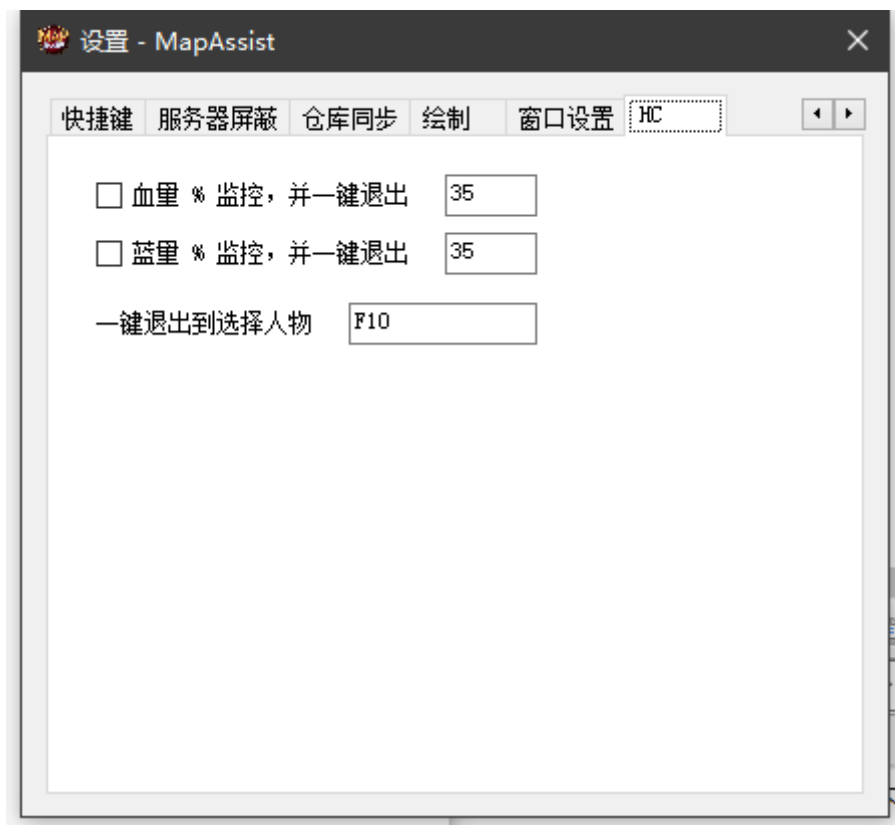 设置 - MapAssist
快捷键 服务器屏蔽 仓库同步 绘制 窗口设置 HC
血量 % 监控，并一键退出 35
蓝量 % 监控，并一键退出 35
一键退出到选择人物 F10